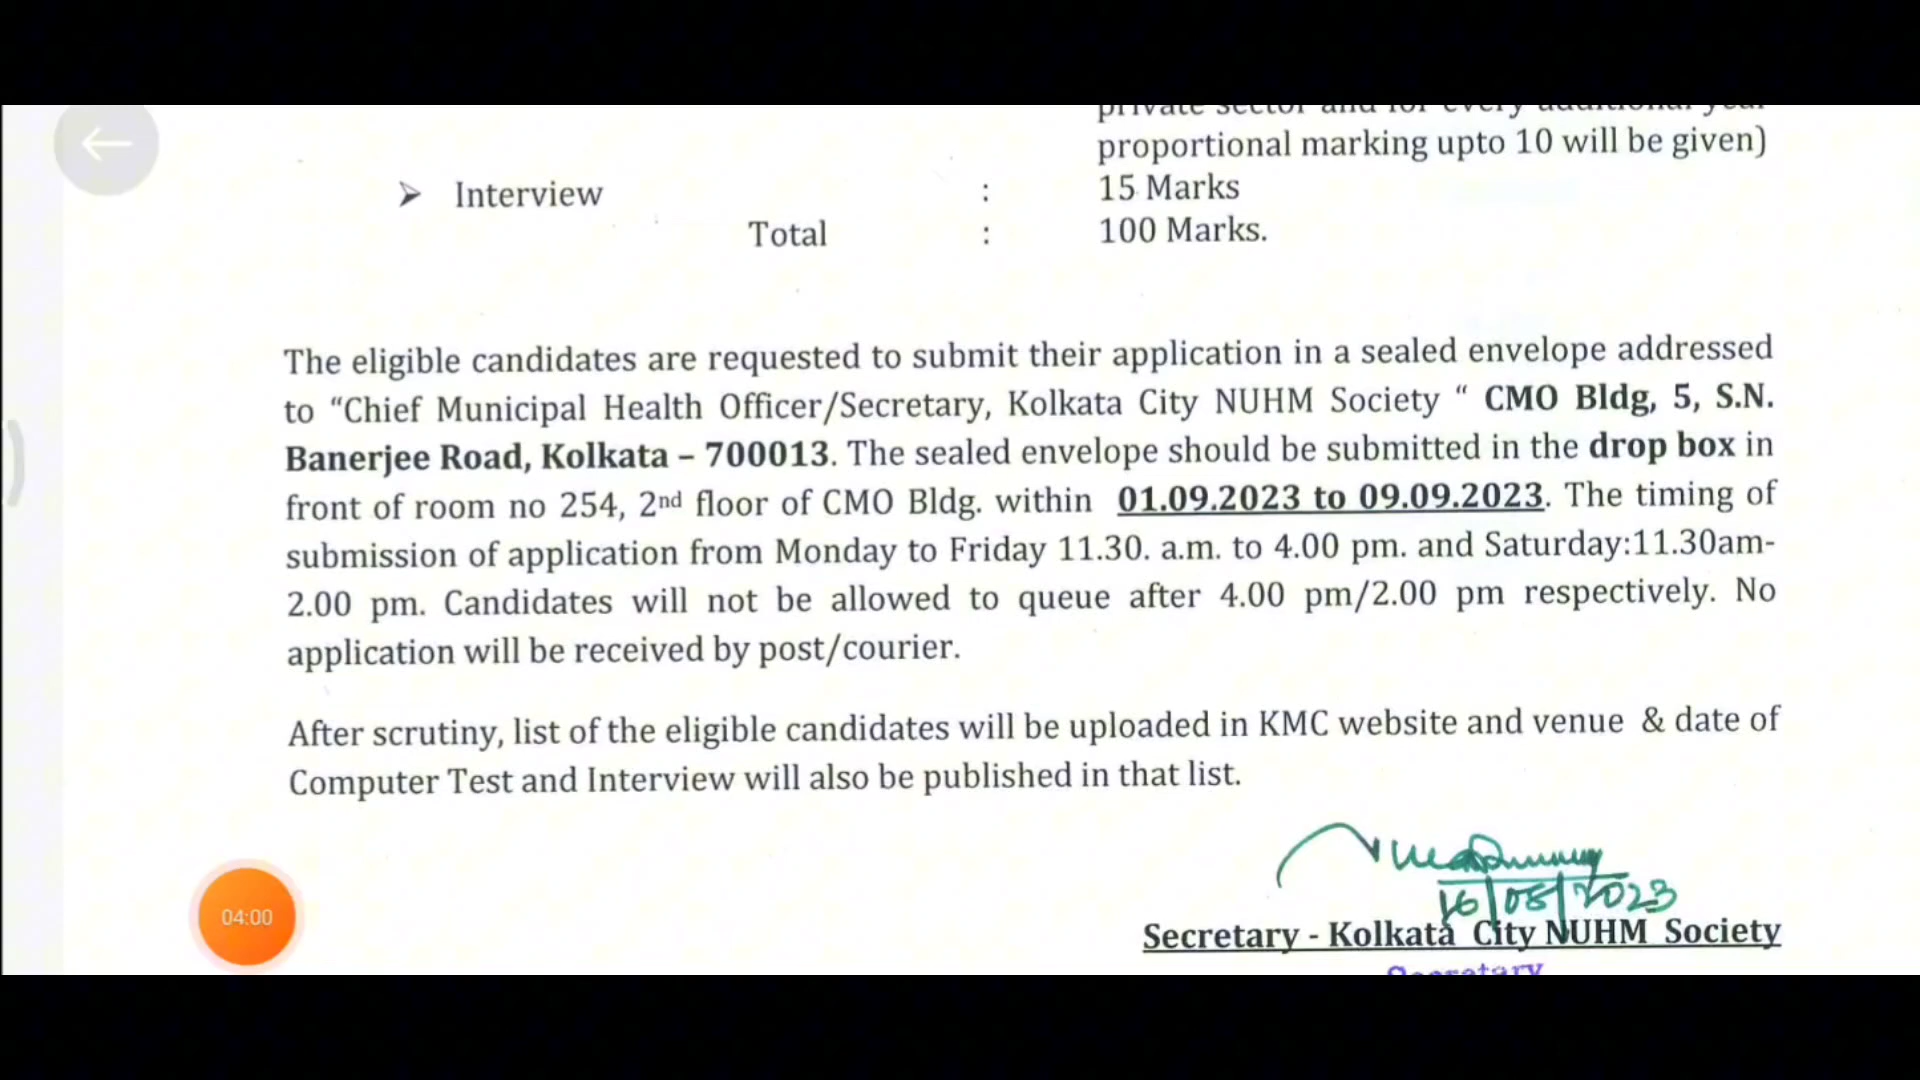 private sector and for every additional year
proportional marking upto 10 will be given)
➢ Interview : 15 Marks
Total : 100 Marks.
The eligible candidates are requested to submit their application in a sealed envelope addressed
to “Chief Municipal Health Officer/Secretary, Kolkata City NUHM Society “ CMO Bldg, 5, S.N.
Banerjee Road, Kolkata – 700013. The sealed envelope should be submitted in the drop box in
front of room no 254, 2nd floor of CMO Bldg. within 01.09.2023 to 09.09.2023. The timing of
submission of application from Monday to Friday 11.30. a.m. to 4.00 pm. and Saturday:11.30am-
2.00 pm. Candidates will not be allowed to queue after 4.00 pm/2.00 pm respectively. No
application will be received by post/courier.
After scrutiny, list of the eligible candidates will be uploaded in KMC website and venue & date of
Computer Test and Interview will also be published in that list.
16/08/2023
04:00
Secretary - Kolkata City NUHM Society
Secretary